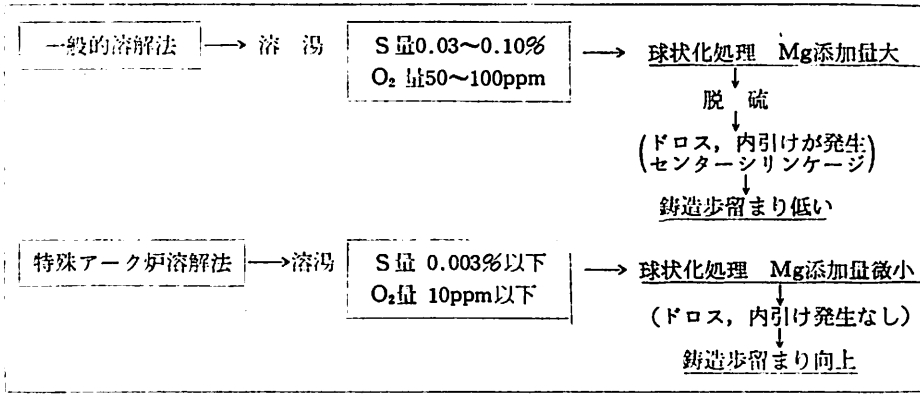 一般的溶解法 → 溶 湯 S量0.03～0.10% → 球状化処理 Mg添加量大
O₂ 量50～100ppm
↓
脱 硫
↓
(ドロス，内引けが発生
センターシリンケージ)
↓
鋳造歩留まり低い
特殊アーク炉溶解法 → 溶湯 S量 0.003%以下 → 球状化処理 Mg添加量微小
O₂量 10ppm以下
↓
(ドロス，内引け発生なし)
↓
鋳造歩留まり向上